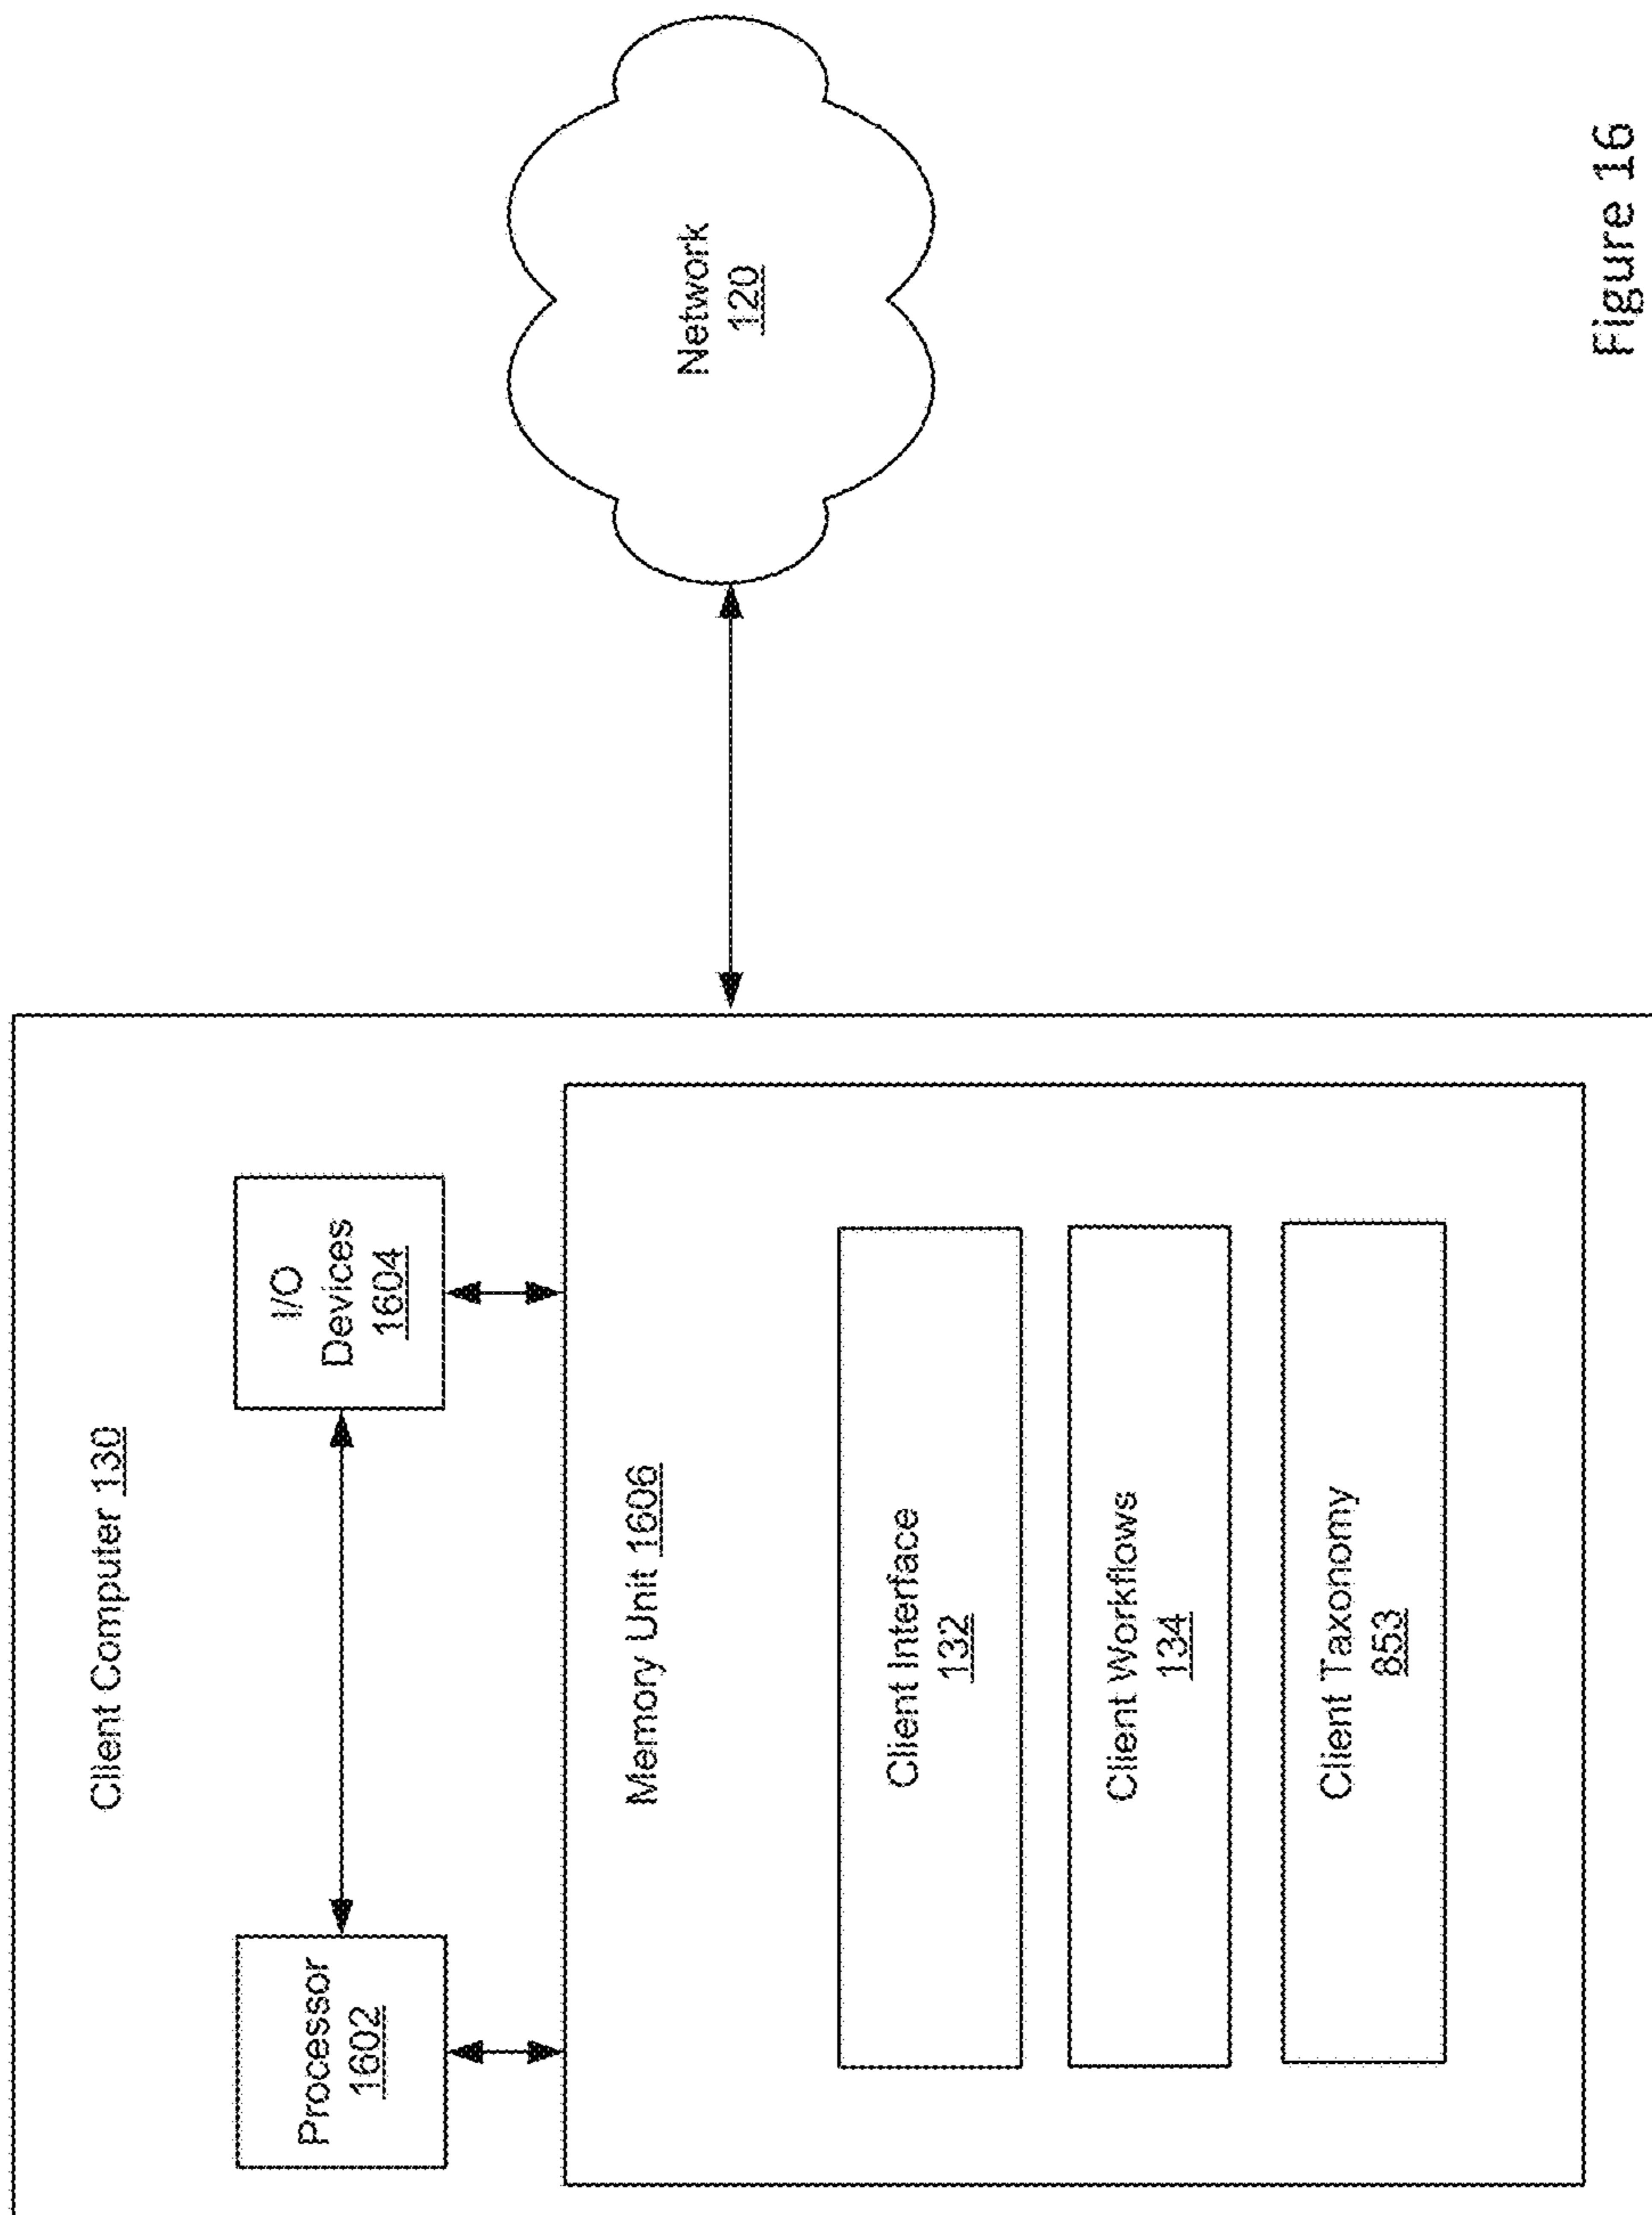 Client Computer 130
Processor
1602
I/O
Devices
1604
Memory Unit 1606
Client Interface
132
Client Workflows
134
Client Taxonomy
853
Network
120
Figure 16